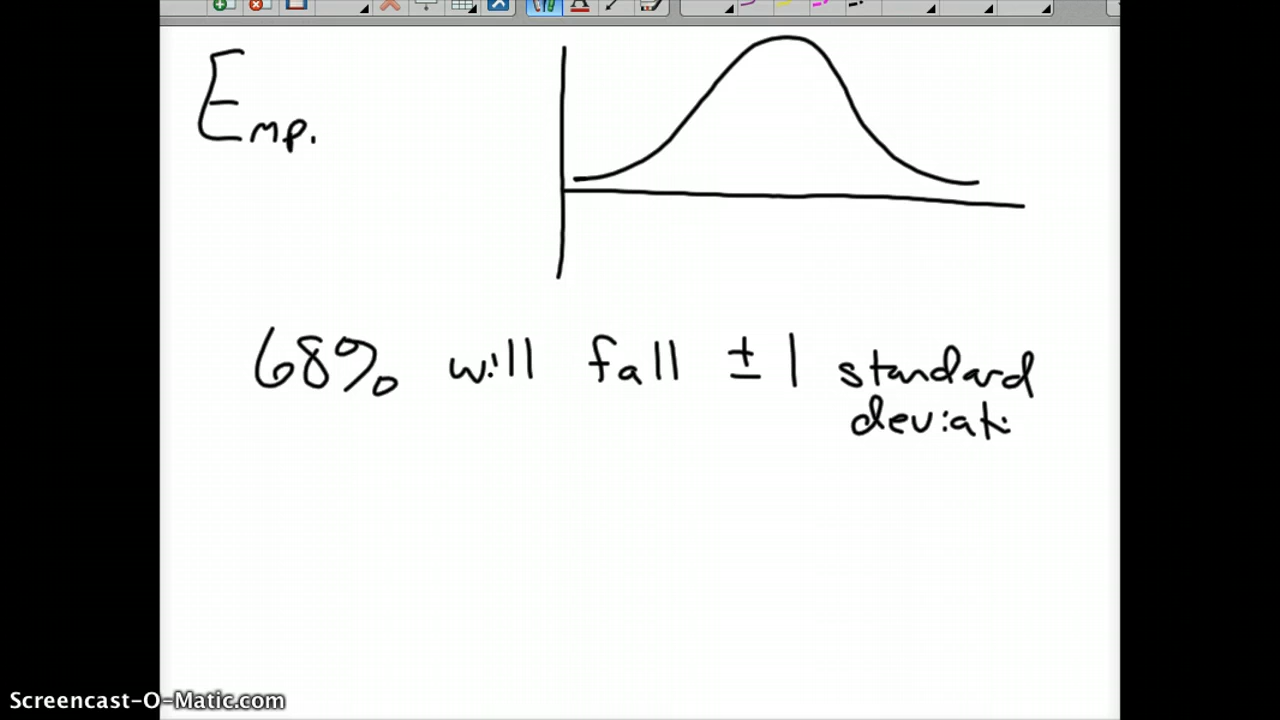 Emp.
68% will fall ± 1 standard
deviati
Screencast-O-Matic.com